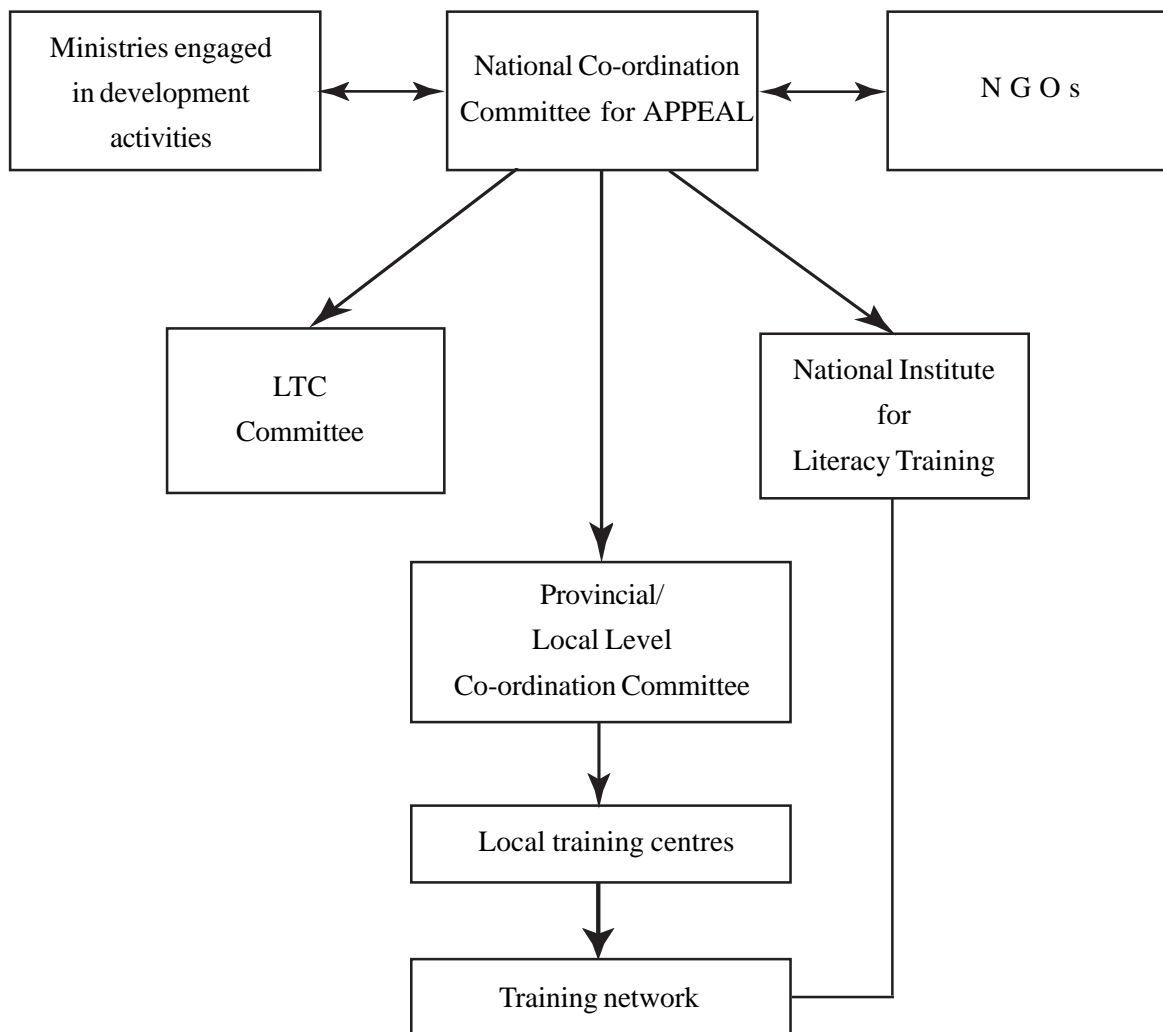 Ministries engaged
in development
activities
National Co-ordination
Committee for APPEAL
N G O s
LTC
Committee
National Institute
for
Literacy Training
Provincial/
Local Level
Co-ordination Committee
Local training centres
Training network